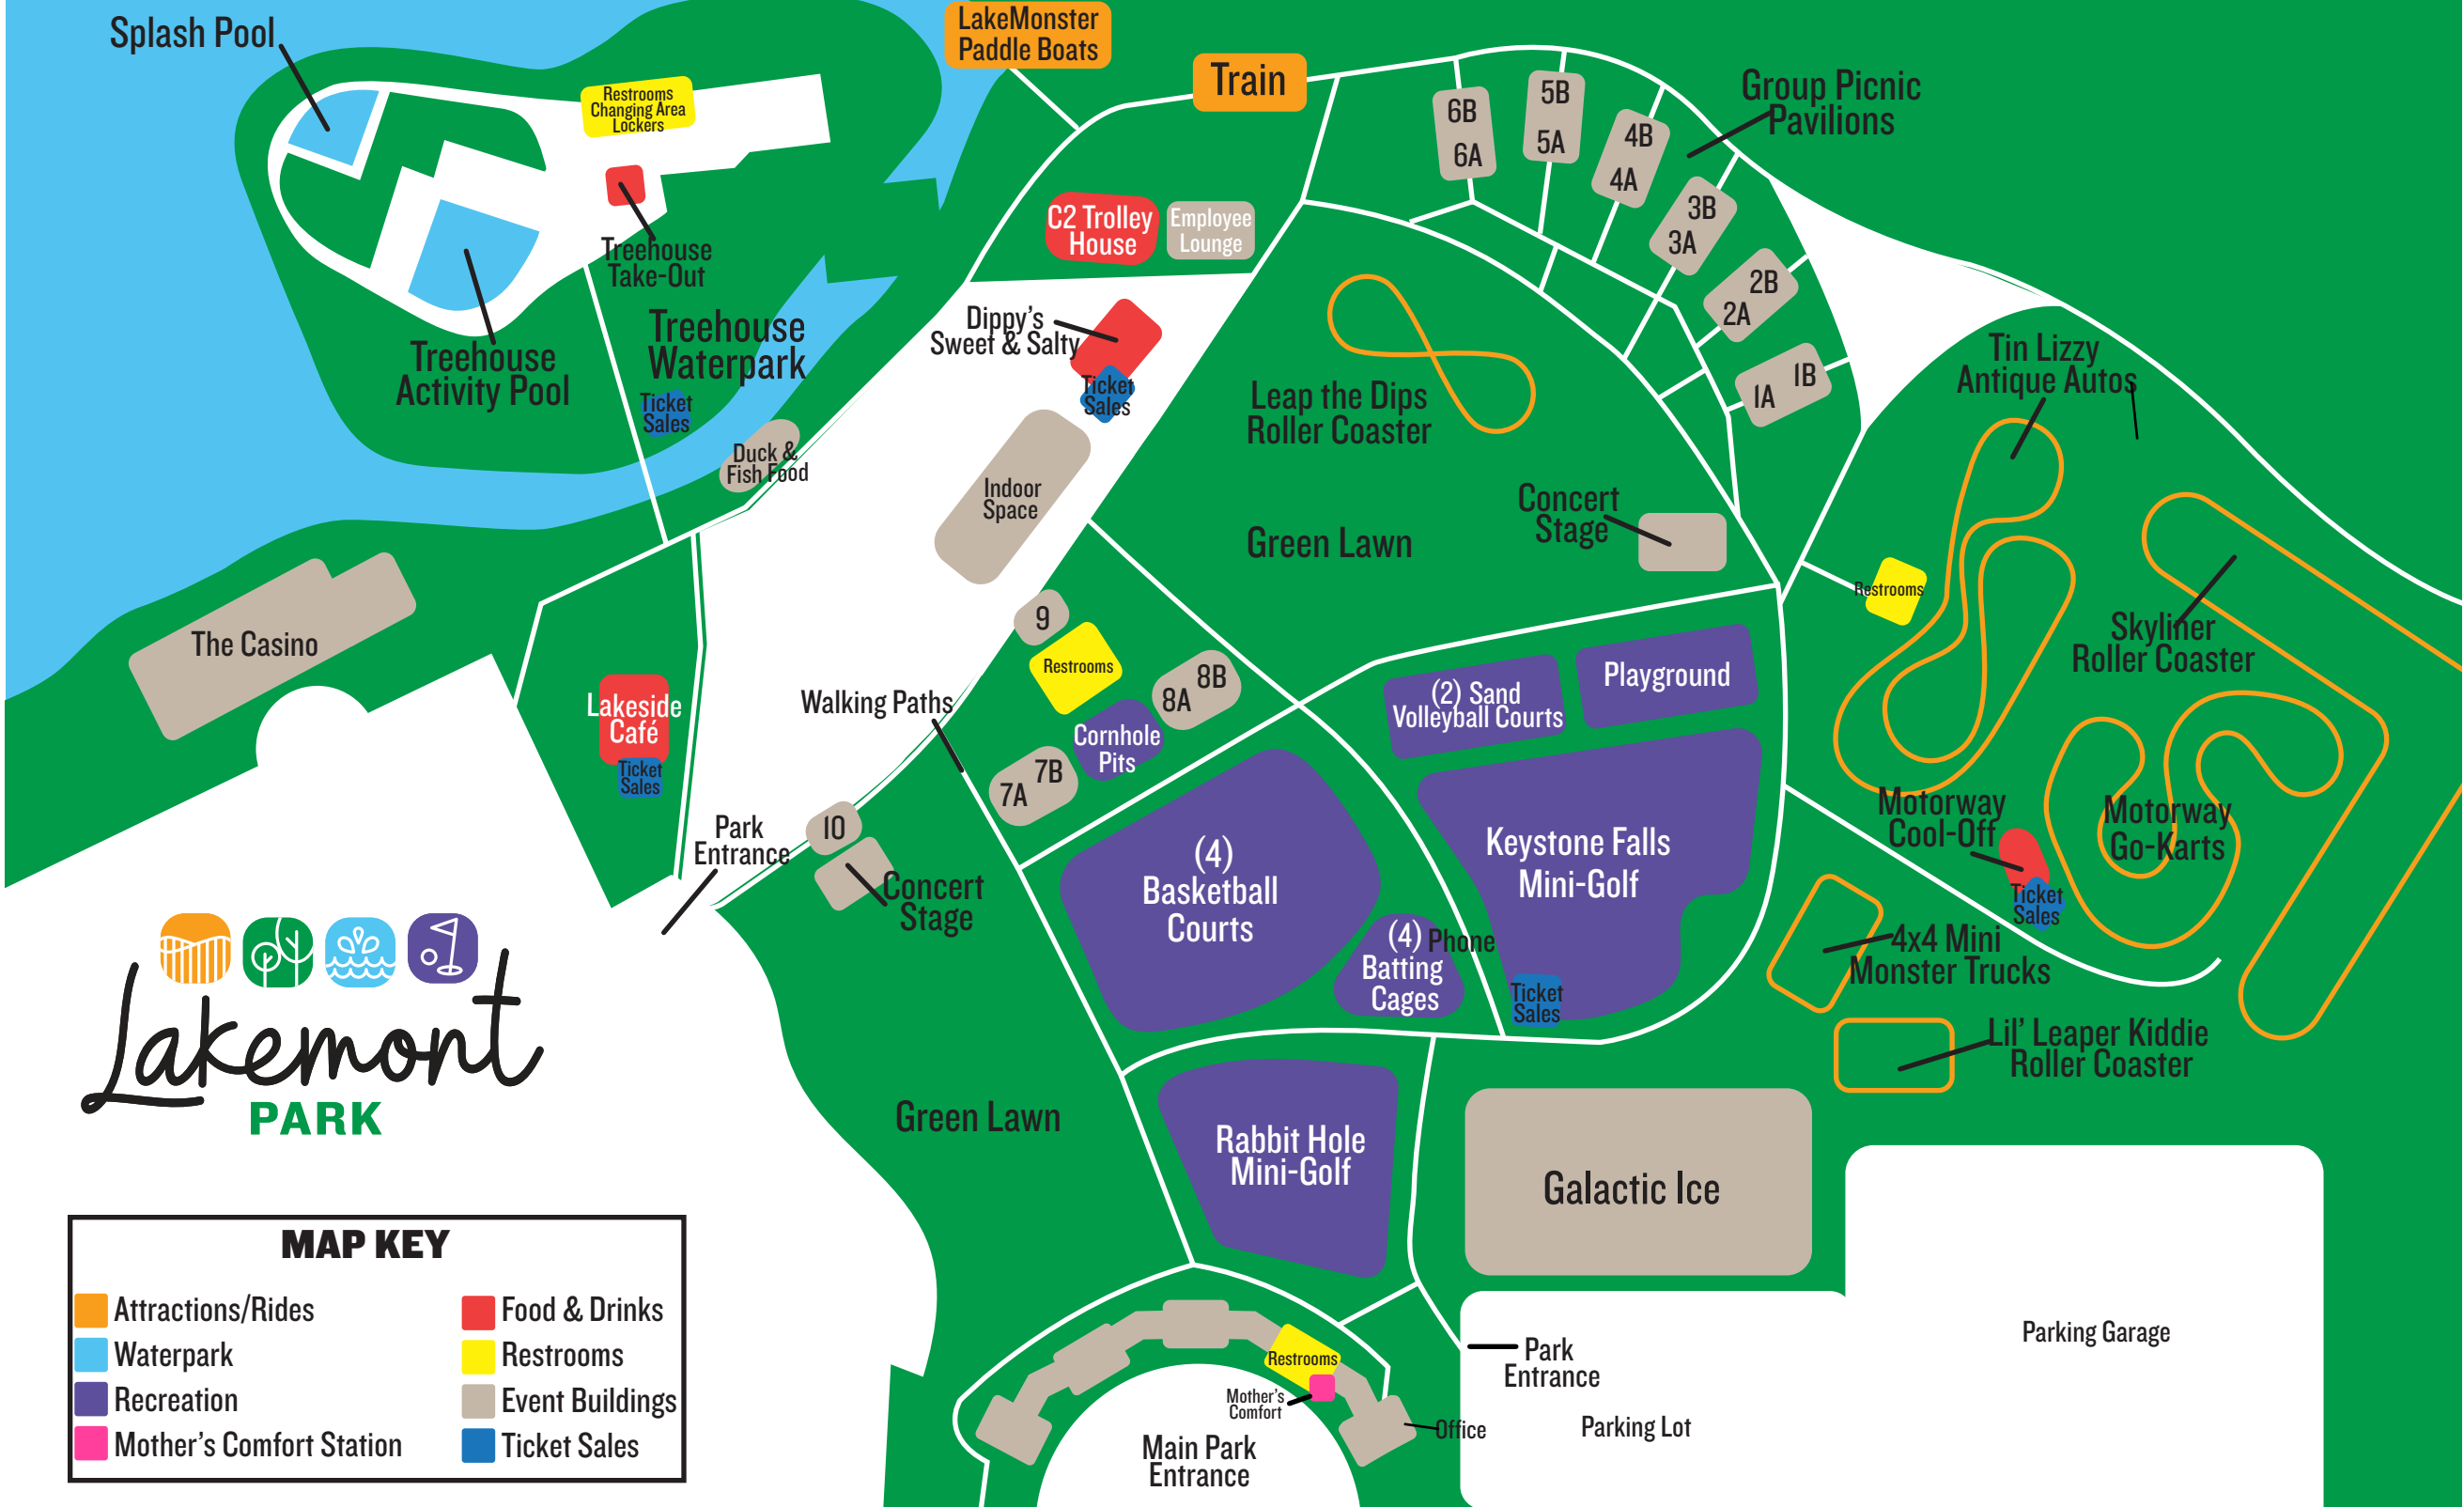 Splash Pool
LakeMonster
Paddle Boats
Train
Restrooms
Changing Area
Lockers
Group Picnic
Pavilions
6B
6A
5B
5A
4B
4A
3B
3A
2B
2A
1B
1A
C2 Trolley
House
Employee
Lounge
Treehouse
Take-Out
Treehouse
Waterpark
Treehouse
Activity Pool
Ticket
Sales
Dippy's
Sweet & Salty
Ticket
Sales
Duck &
Fish Food
Indoor
Space
Leap the Dips
Roller Coaster
Green Lawn
Concert
Stage
Tin Lizzy
Antique Autos
Restrooms
Skyliner
Roller Coaster
The Casino
Lakeside
Café
Ticket
Sales
Walking Paths
9
Restrooms
8B
8A
Cornhole
Pits
7B
7A
10
Park
Entrance
Concert
Stage
(2) Sand
Volleyball Courts
Playground
(4)
Basketball
Courts
Keystone Falls
Mini-Golf
(4)
Batting
Cages
Phone
Ticket
Sales
Motorway
Cool-Off
Motorway
Go-Karts
Ticket
Sales
4x4 Mini
Monster Trucks
Lil' Leaper Kiddie
Roller Coaster
Lakemont
PARK
Green Lawn
Rabbit Hole
Mini-Golf
Galactic Ice
Parking Garage
Park
Entrance
Parking Lot
Restrooms
Mother's
Comfort
Office
Main Park
Entrance
MAP KEY
Attractions/Rides
Waterpark
Recreation
Mother's Comfort Station
Food & Drinks
Restrooms
Event Buildings
Ticket Sales